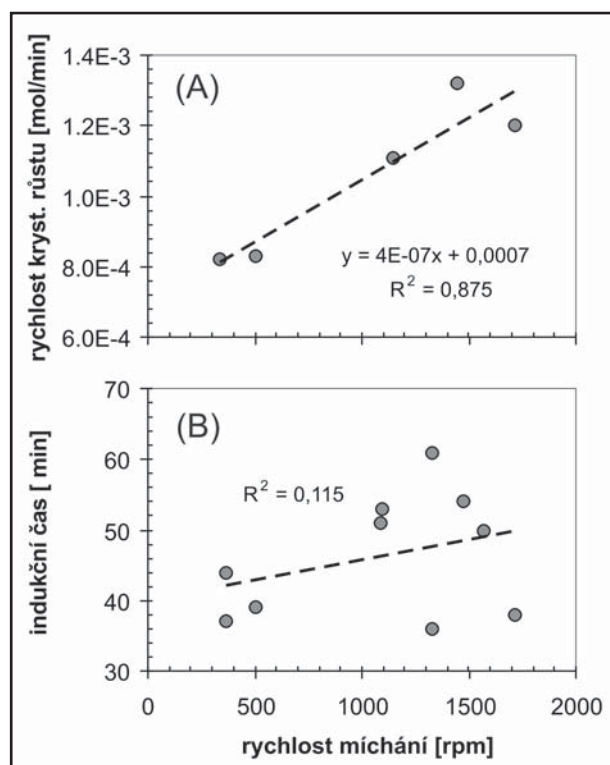 rychlost kryst. růstu [mol/min]
1.4E-3
1.2E-3
1.0E-3
8.0E-4
6.0E-4
(A)
y = 4E-07x + 0,0007
R² = 0,875
indukční čas [ min]
70
60
50
40
30
(B)
R² = 0,115
0 500 1000 1500 2000
rychlost míchání [rpm]